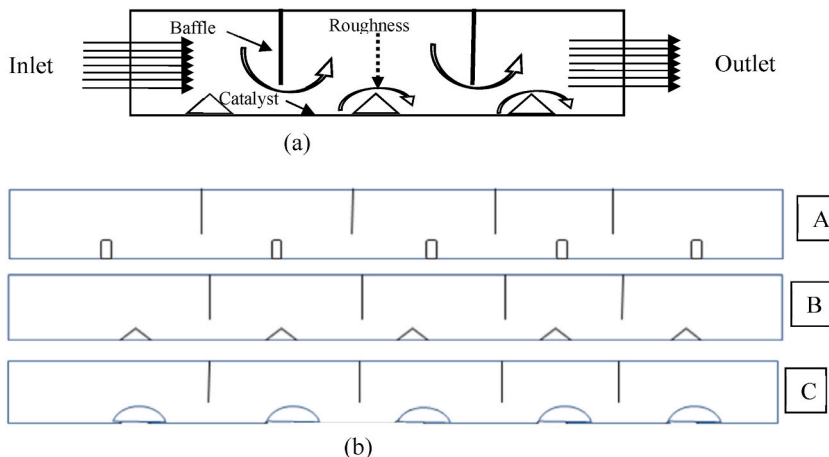 Baffle
Roughness
Inlet
Outlet
Catalyst
(a)
A
B
C
(b)